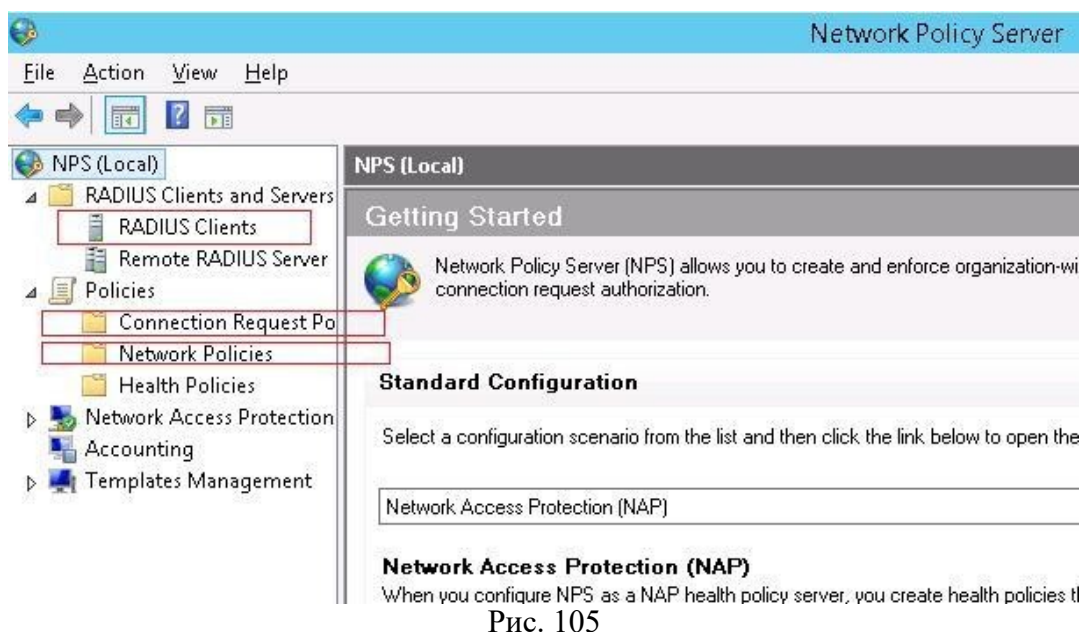 Network Policy Server
File Action View Help
NPS (Local)
RADIUS Clients and Servers
RADIUS Clients
Remote RADIUS Server
Policies
Connection Request Po
Network Policies
Health Policies
Network Access Protection
Accounting
Templates Management
NPS (Local)
Getting Started
Network Policy Server (NPS) allows you to create and enforce organization-wi
connection request authorization.
Standard Configuration
Select a configuration scenario from the list and then click the link below to open the
Network Access Protection (NAP)
Network Access Protection (NAP)
When you configure NPS as a NAP health policy server, you create health policies t
Рис. 105